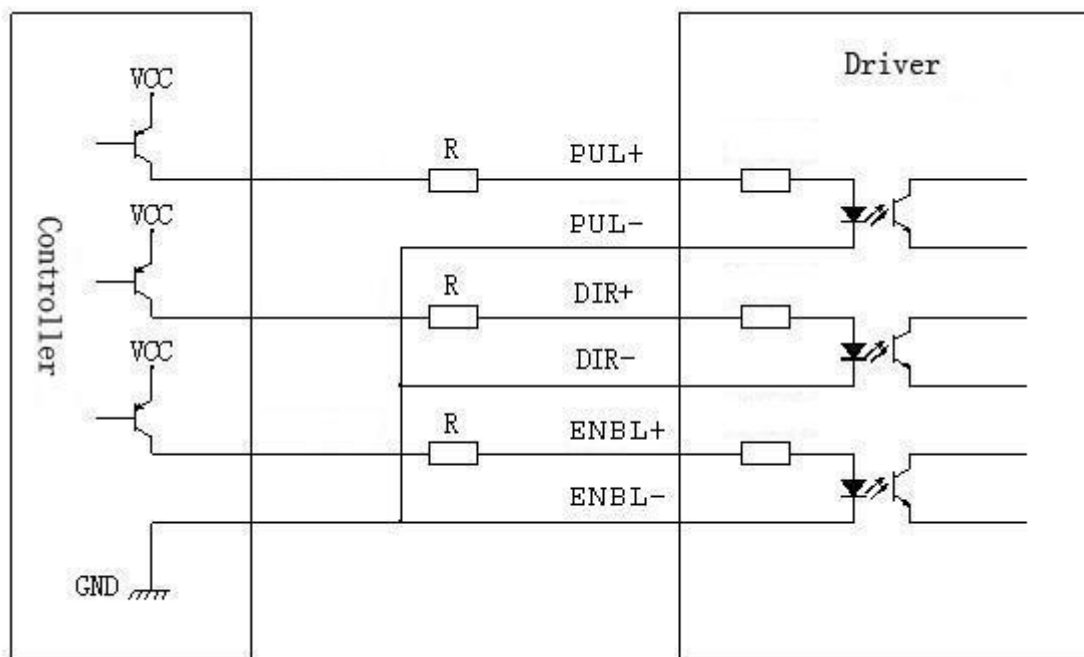 Driver
VCC
R
PUL+
VCC
PUL-
R
DIR+
Controller
VCC
DIR-
R
ENBL+
ENBL-
GND